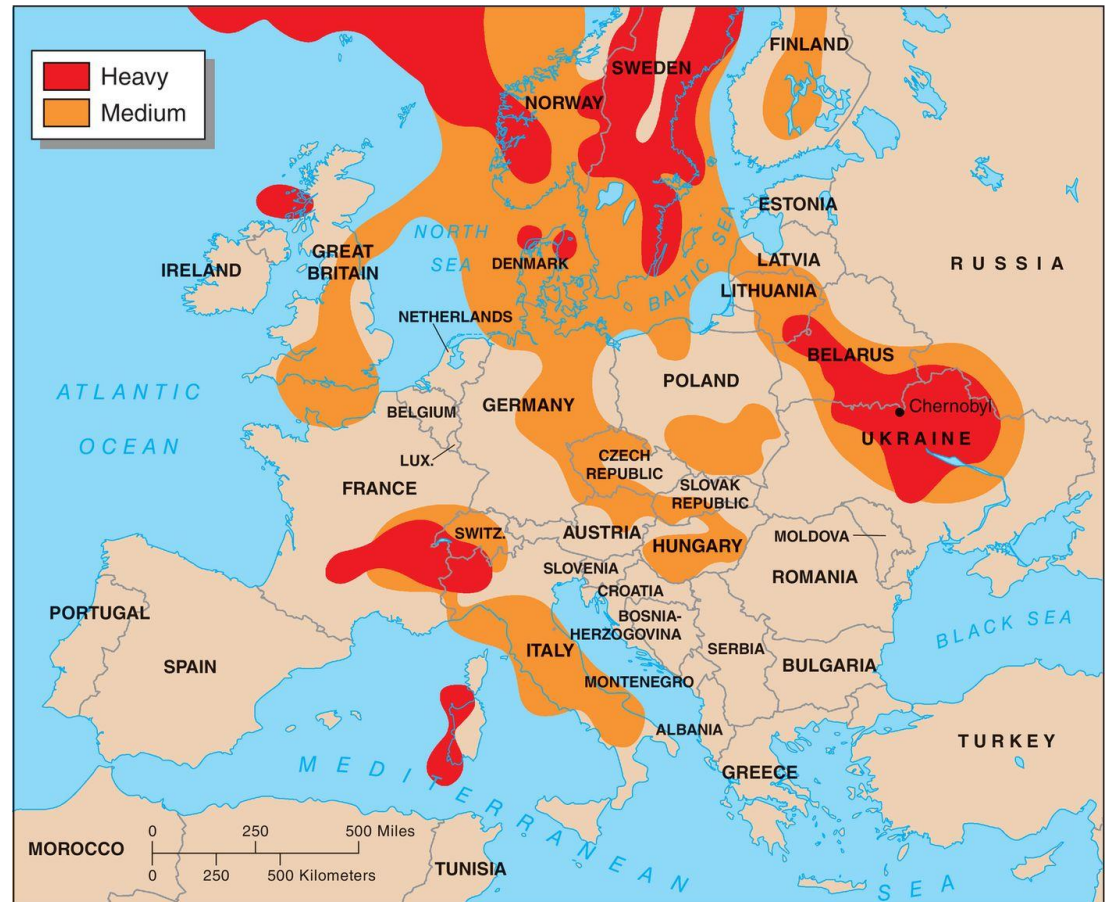 Heavy
Medium
FINLAND
SWEDEN
NORWAY
ESTONIA
NORTH
SEA
GREAT
BRITAIN
IRELAND
DENMARK
BALTIC SEA
LATVIA
LITHUANIA
RUSSIA
NETHERLANDS
BELARUS
ATLANTIC
OCEAN
POLAND
BELGIUM
GERMANY
Chernobyl
UKRAINE
LUX.
CZECH
REPUBLIC
FRANCE
SLOVAK
REPUBLIC
SWITZ.
AUSTRIA
HUNGARY
MOLDOVA
SLOVENIA
ROMANIA
CROATIA
PORTUGAL
BOSNIA-
HERZOGOVINA
BLACK SEA
SPAIN
ITALY
SERBIA
BULGARIA
MONTENEGRO
ALBANIA
TURKEY
GREECE
MEDITERRANEAN SEA
0 250 500 Miles
0 250 500 Kilometers
MOROCCO
TUNISIA